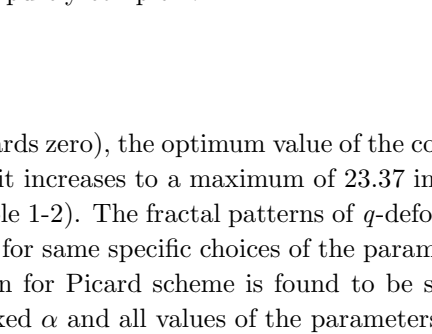 ards zero), the optimum value of the co
it increases to a maximum of 23.37 in
le 1-2). The fractal patterns of q-defo
for same specific choices of the param
n for Picard scheme is found to be s
xed α and all values of the parameters